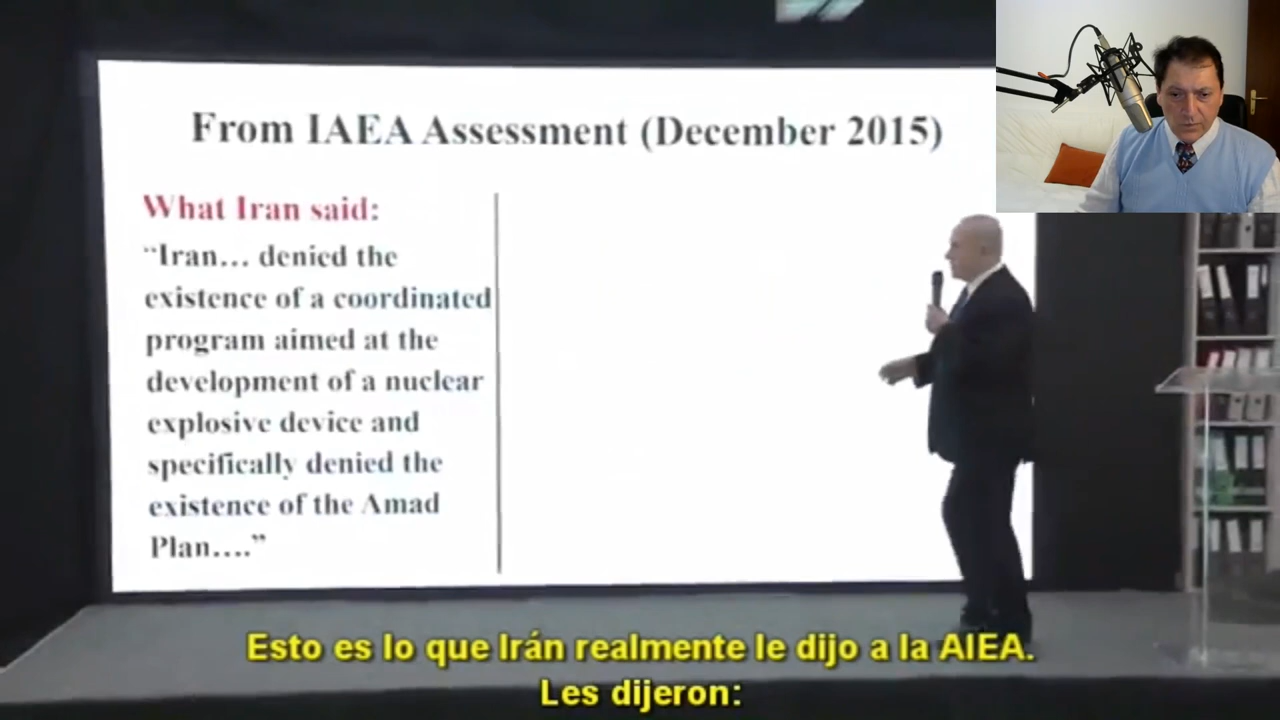 From IAEA Assessment (December 2015)
What Iran said:
“Iran… denied the
existence of a coordinated
program aimed at the
development of a nuclear
explosive device and
specifically denied the
existence of the Amad
Plan….”
Esto es lo que Irán realmente le dijo a la AIEA.
Les dijeron: